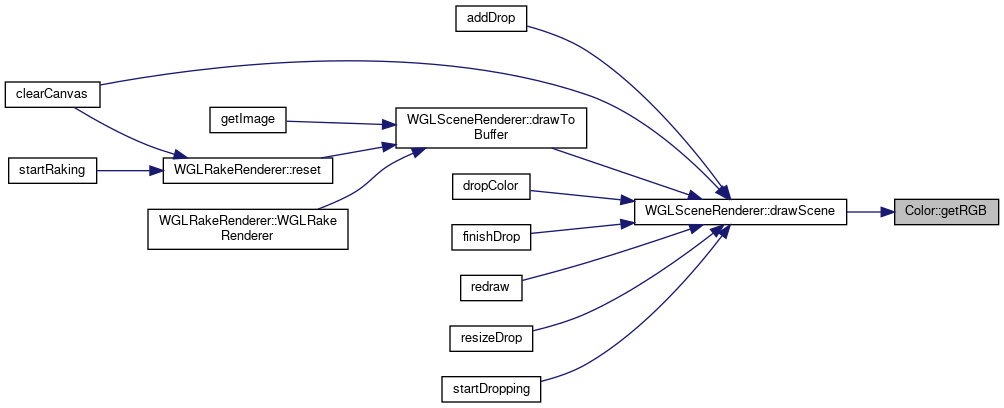 addDrop
clearCanvas
getImage
WGLSceneRenderer::drawTo
Buffer
startRaking
WGLRakeRenderer::reset
dropColor
WGLRakeRenderer::WGLRake
Renderer
WGLSceneRenderer::drawScene
Color::getRGB
finishDrop
redraw
resizeDrop
startDropping